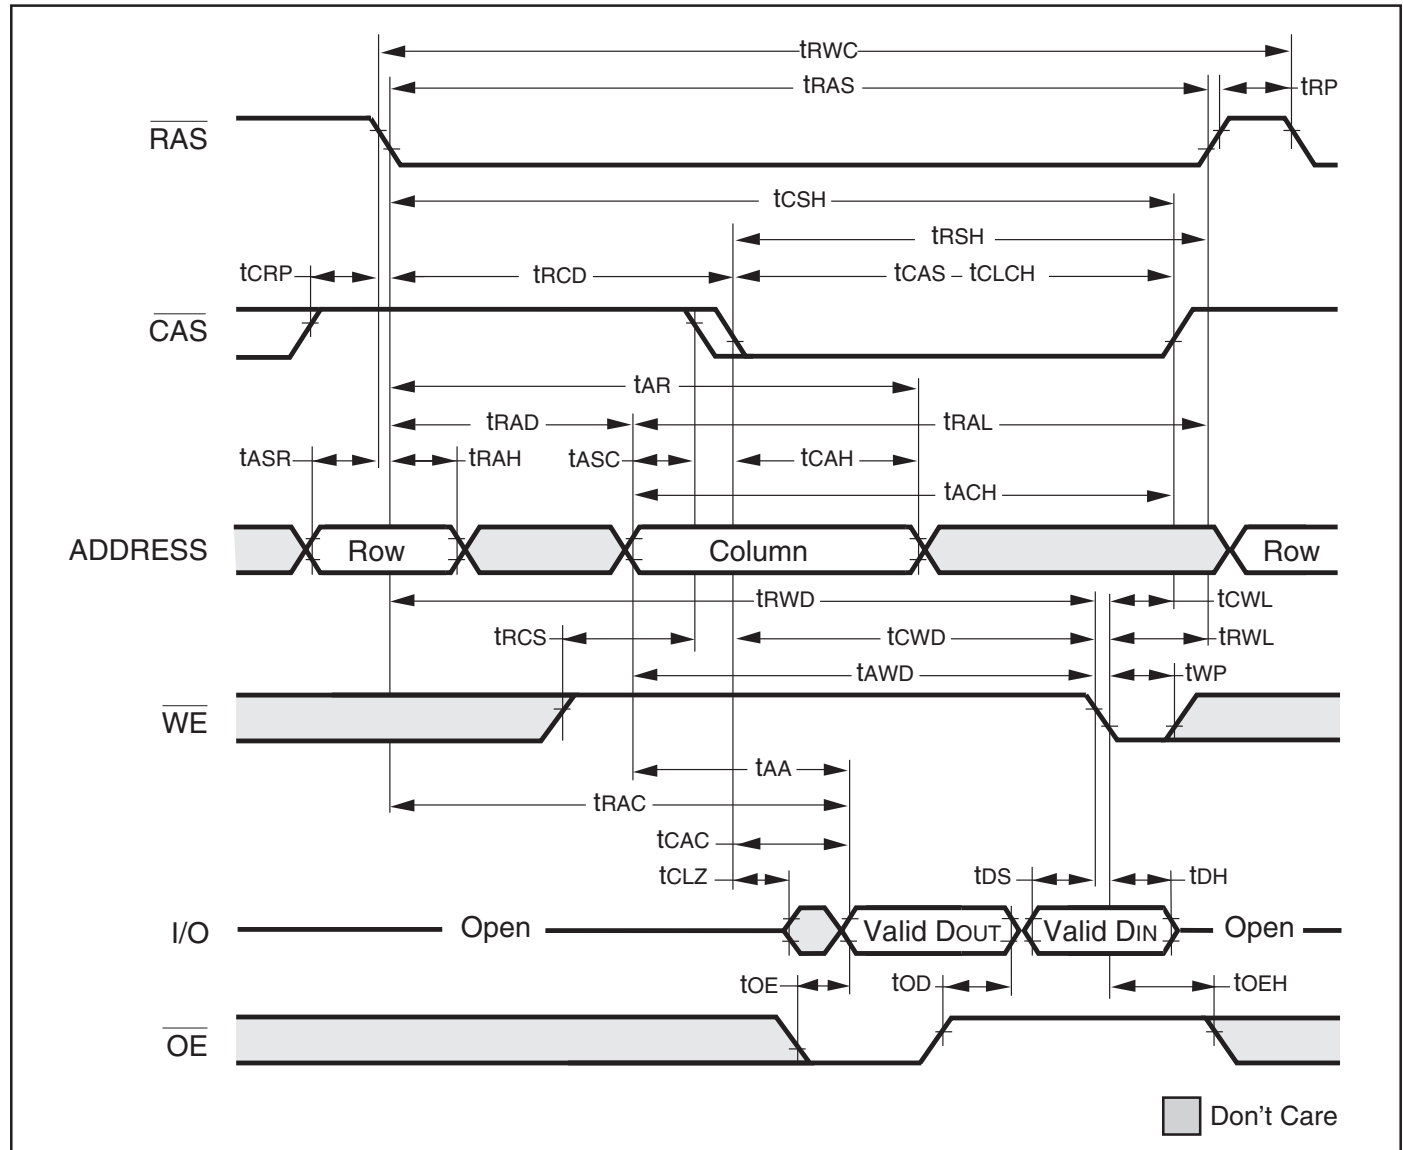 tRWC
tRAS
tRP
RAS
tCSH
tRSH
tCRP
tRCD
tCAS – tCLCH
CAS
tAR
tRAD
tRAL
tASR
tRAH
tASC
tCAH
tACH
ADDRESS
Row
Column
Row
tRWD
tCWL
tRCS
tCWD
tRWL
tAWD
tWP
WE
tAA
tRAC
tCAC
tCLZ
tDS
tDH
I/O
Open
Valid DOUT
Valid DIN
Open
tOE
tOD
tOEH
OE
Don't Care